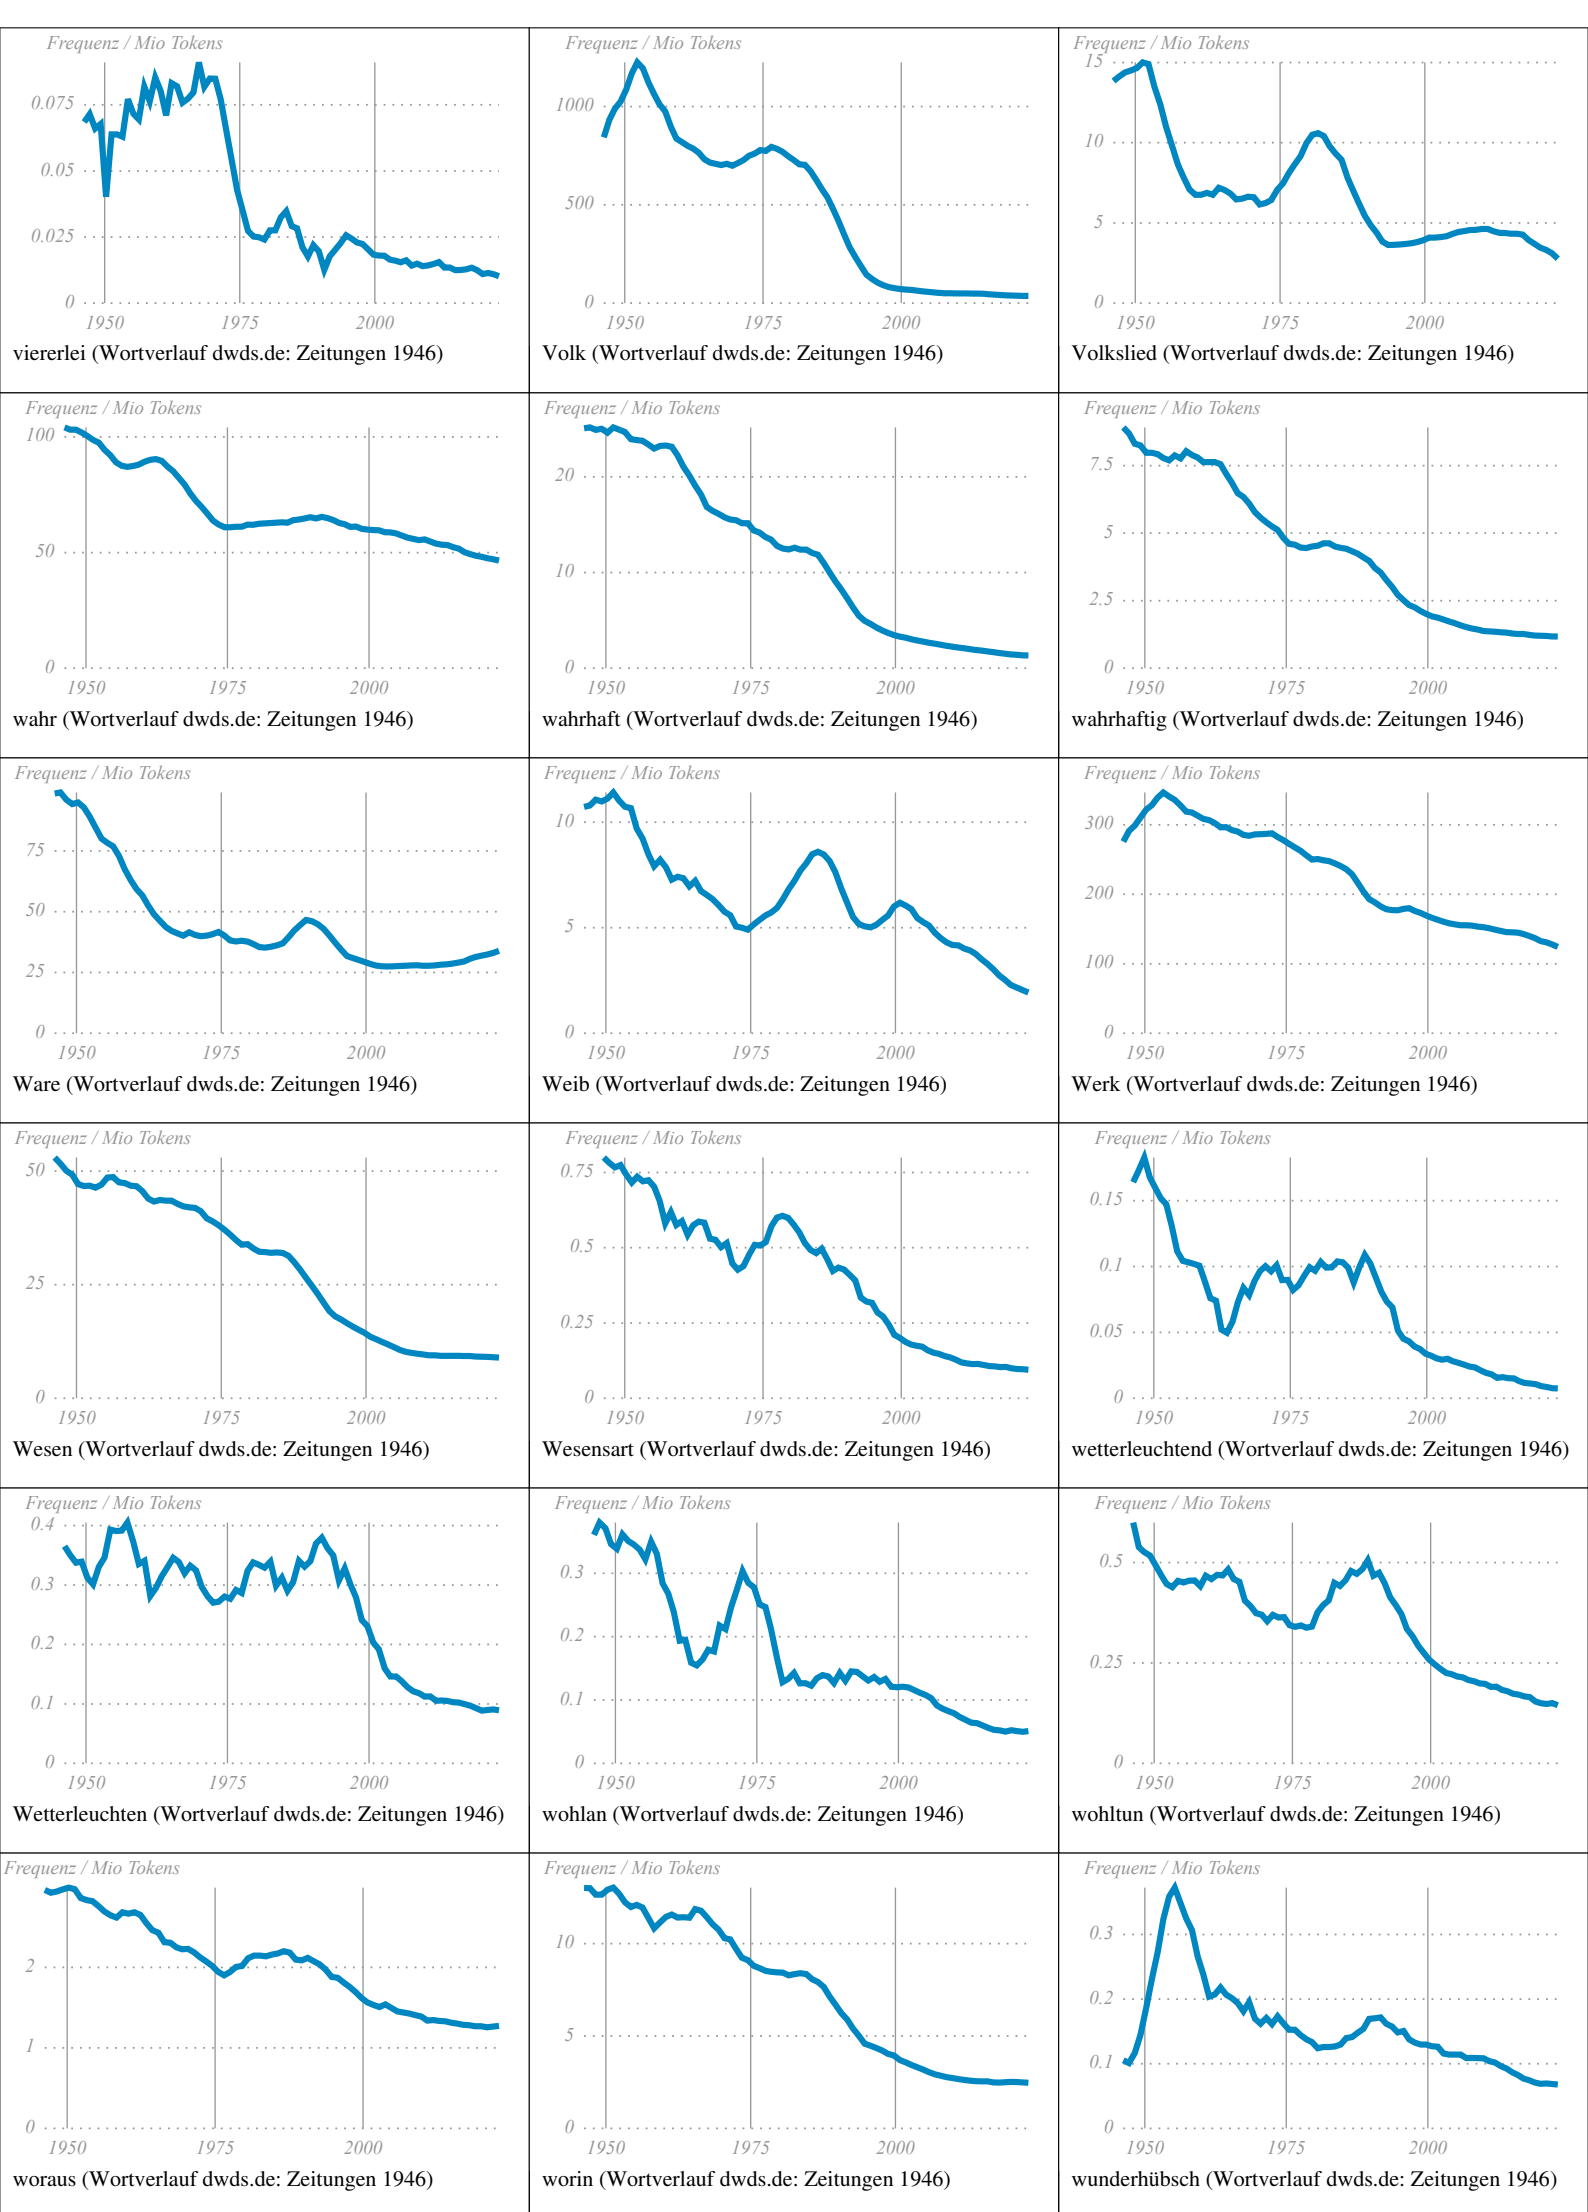 Frequenz / Mio Tokens
0.075
0.05
0.025
0
1950 1975 2000
viererlei (Wortverlauf dwds.de: Zeitungen 1946)
Frequenz / Mio Tokens
1000
500
0
1950 1975 2000
Volk (Wortverlauf dwds.de: Zeitungen 1946)
Frequenz / Mio Tokens
15
10
5
0
1950 1975 2000
Volkslied (Wortverlauf dwds.de: Zeitungen 1946)
Frequenz / Mio Tokens
100
50
0
1950 1975 2000
wahr (Wortverlauf dwds.de: Zeitungen 1946)
Frequenz / Mio Tokens
20
10
0
1950 1975 2000
wahrhaft (Wortverlauf dwds.de: Zeitungen 1946)
Frequenz / Mio Tokens
7.5
5
2.5
0
1950 1975 2000
wahrhaftig (Wortverlauf dwds.de: Zeitungen 1946)
Frequenz / Mio Tokens
75
50
25
0
1950 1975 2000
Ware (Wortverlauf dwds.de: Zeitungen 1946)
Frequenz / Mio Tokens
10
5
0
1950 1975 2000
Weib (Wortverlauf dwds.de: Zeitungen 1946)
Frequenz / Mio Tokens
300
200
100
0
1950 1975 2000
Werk (Wortverlauf dwds.de: Zeitungen 1946)
Frequenz / Mio Tokens
50
25
0
1950 1975 2000
Wesen (Wortverlauf dwds.de: Zeitungen 1946)
Frequenz / Mio Tokens
0.75
0.5
0.25
0
1950 1975 2000
Wesensart (Wortverlauf dwds.de: Zeitungen 1946)
Frequenz / Mio Tokens
0.15
0.1
0.05
0
1950 1975 2000
wetterleuchtend (Wortverlauf dwds.de: Zeitungen 1946)
Frequenz / Mio Tokens
0.4
0.3
0.2
0.1
0
1950 1975 2000
Wetterleuchten (Wortverlauf dwds.de: Zeitungen 1946)
Frequenz / Mio Tokens
0.3
0.2
0.1
0
1950 1975 2000
wohlan (Wortverlauf dwds.de: Zeitungen 1946)
Frequenz / Mio Tokens
0.5
0.25
0
1950 1975 2000
wohltun (Wortverlauf dwds.de: Zeitungen 1946)
Frequenz / Mio Tokens
2
1
0
1950 1975 2000
woraus (Wortverlauf dwds.de: Zeitungen 1946)
Frequenz / Mio Tokens
10
5
0
1950 1975 2000
worin (Wortverlauf dwds.de: Zeitungen 1946)
Frequenz / Mio Tokens
0.3
0.2
0.1
0
1950 1975 2000
wunderhübsch (Wortverlauf dwds.de: Zeitungen 1946)